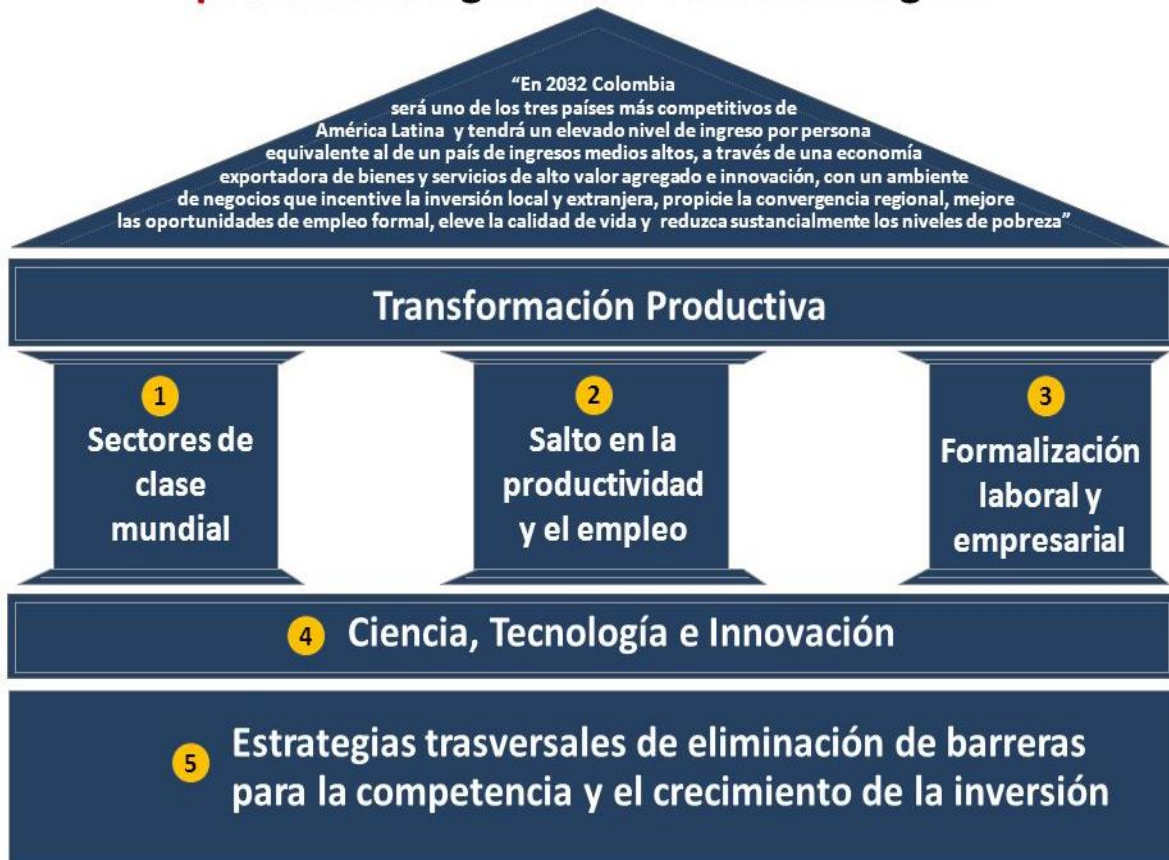 “En 2032 Colombia
será uno de los tres países más competitivos de
América Latina y tendrá un elevado nivel de ingreso por persona
equivalente al de un país de ingresos medios altos, a través de una economía
exportadora de bienes y servicios de alto valor agregado e innovación, con un ambiente
de negocios que incentive la inversión local y extranjera, propicie la convergencia regional, mejore
las oportunidades de empleo formal, eleve la calidad de vida y reduzca sustancialmente los niveles de pobreza”
Transformación Productiva
1
Sectores de
clase
mundial
2
Salto en la
productividad
y el empleo
3
Formalización
laboral y
empresarial
4 Ciencia, Tecnología e Innovación
5 Estrategias trasversales de eliminación de barreras
para la competencia y el crecimiento de la inversión